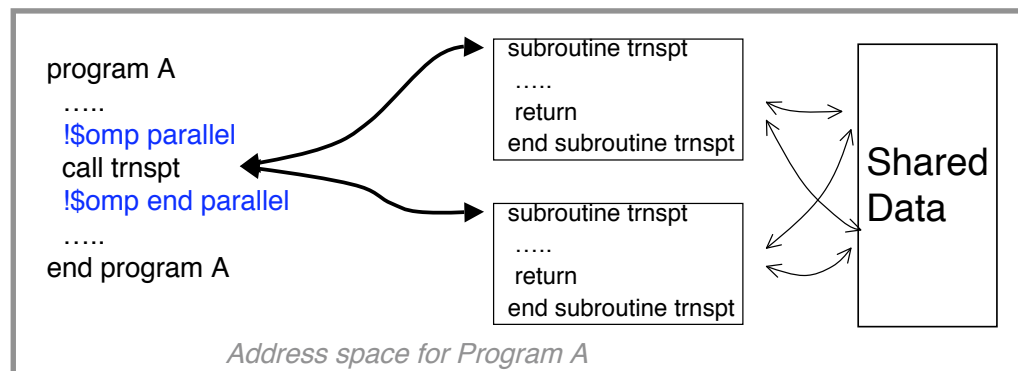 program A
…..
!$omp parallel
call trnspt
!$omp end parallel
…..
end program A
subroutine trnspt
…..
return
end subroutine trnspt
subroutine trnspt
…..
return
end subroutine trnspt
Shared
Data
Address space for Program A